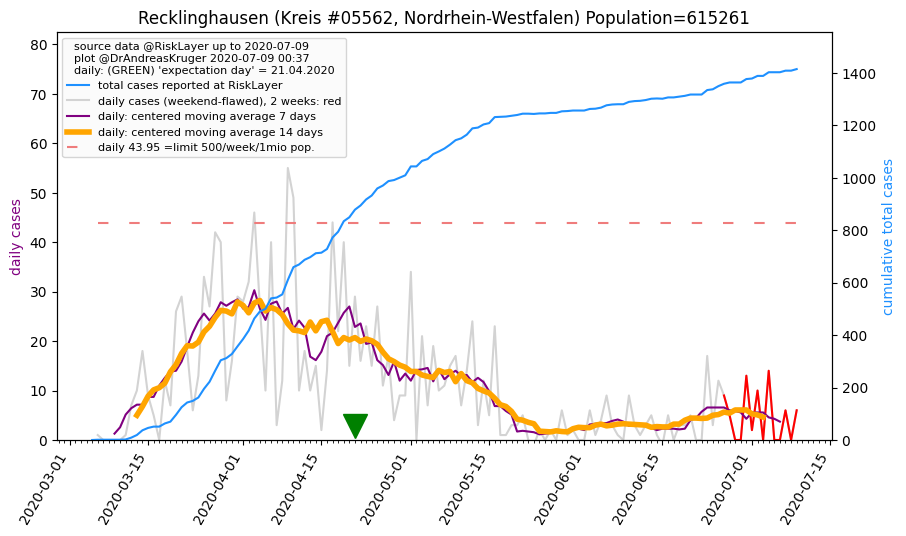 Recklinghausen (Kreis #05562, Nordrhein-Westfalen) Population=615261
source data @RiskLayer up to 2020-07-09
plot @DrAndreasKruger 2020-07-09 00:37
daily: (GREEN) 'expectation day' = 21.04.2020
total cases reported at RiskLayer
daily cases (weekend-flawed), 2 weeks: red
daily: centered moving average 7 days
daily: centered moving average 14 days
daily 43.95 =limit 500/week/1mio pop.
daily cases
80
70
60
50
40
30
20
10
0
1400
1200
1000
800
600
400
200
0
cumulative total cases
2020-03-01
2020-03-15
2020-04-01
2020-04-15
2020-05-01
2020-05-15
2020-06-01
2020-06-15
2020-07-01
2020-07-15